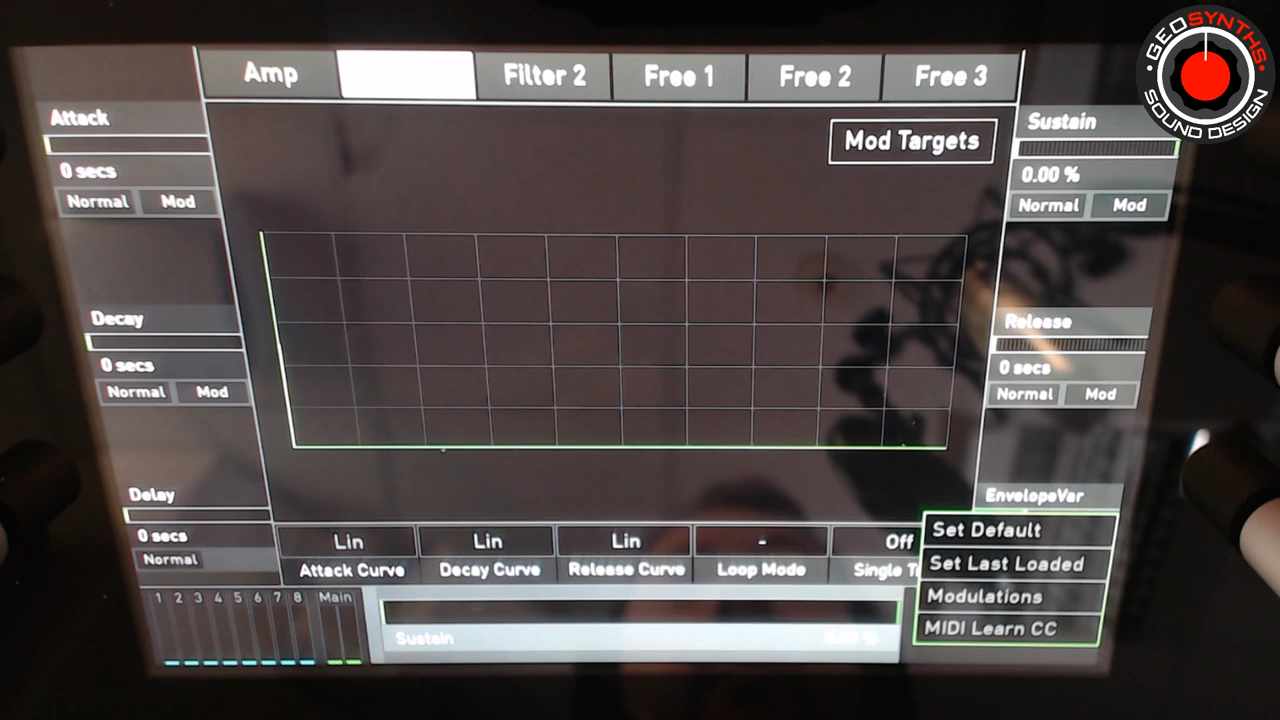 GEOSYNTHS
SOUND DESIGN
Amp
Filter 2
Free 1
Free 2
Free 3
Attack
0 secs
Normal
Mod
Mod Targets
Sustain
0.00 %
Normal
Mod
Decay
0 secs
Normal
Mod
Release
0 secs
Normal
Mod
Delay
0 secs
Normal
EnvelopeVar
Lin
Lin
Lin
-
Off
Attack Curve
Decay Curve
Release Curve
Loop Mode
Single
Set Default
Set Last Loaded
Modulations
MIDI Learn CC
1 2 3 4 5 6 7 8 Main
Sustain